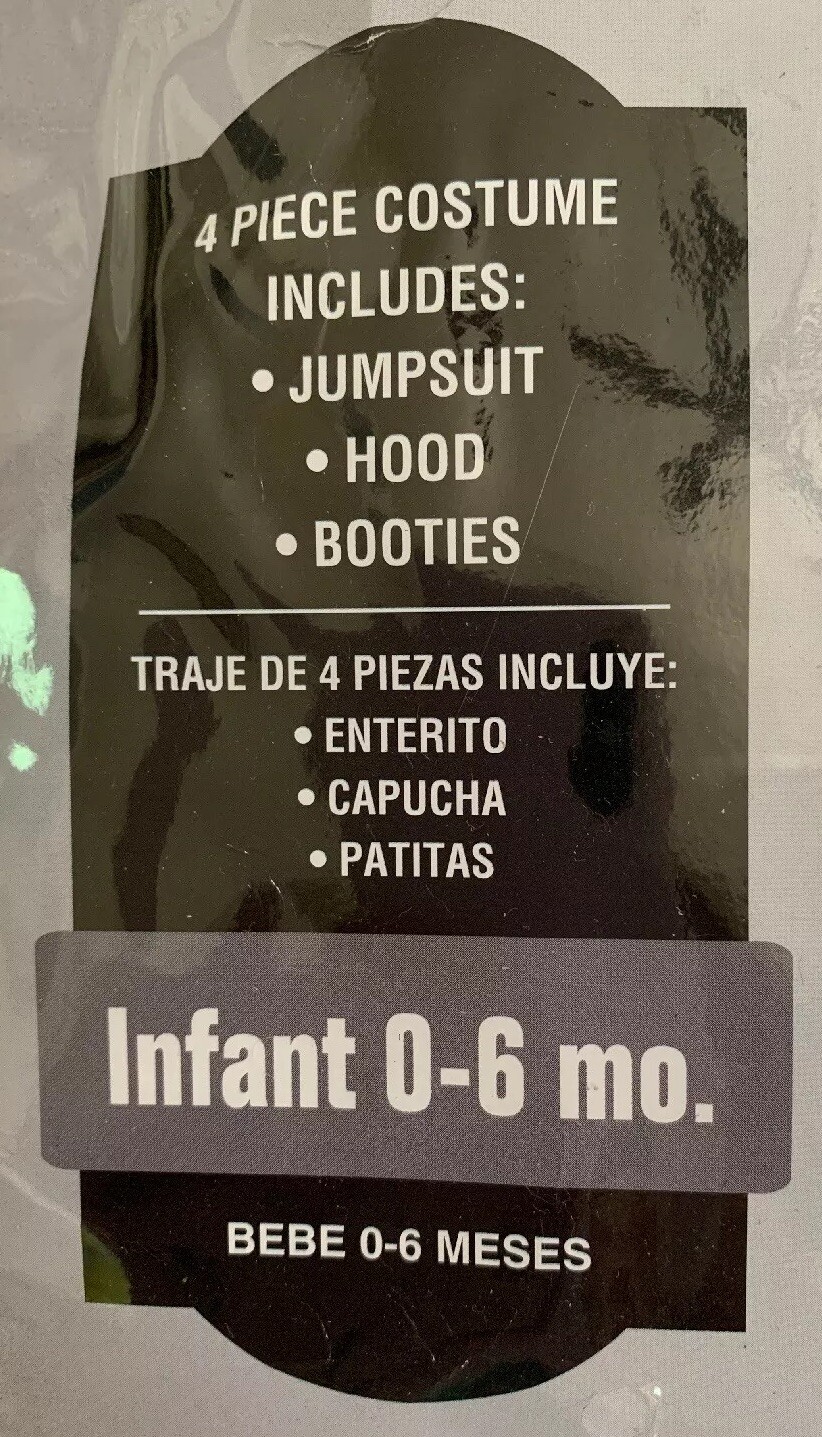 4 PIECE COSTUME
INCLUDES:
• JUMPSUIT
• HOOD
• BOOTIES
TRAJE DE 4 PIEZAS INCLUYE:
• ENTERITO
• CAPUCHA
• PATITAS
Infant 0-6 mo.
BEBE 0-6 MESES